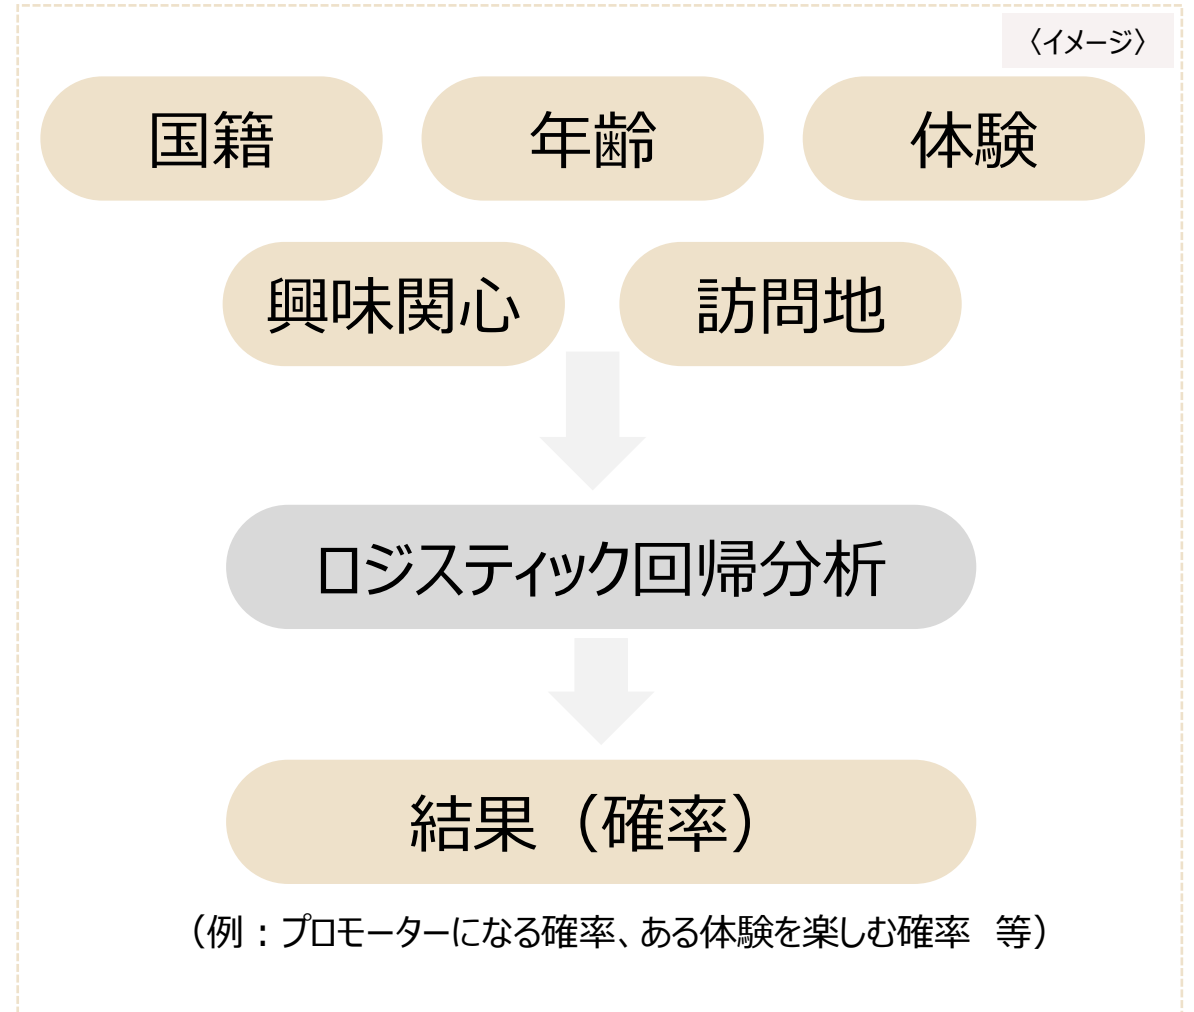 〈イメージ〉
国籍
年齢
体験
興味関心
訪問地
ロジスティック回帰分析
結果（確率）
（例：プロモーターになる確率、ある体験を楽しむ確率　等）